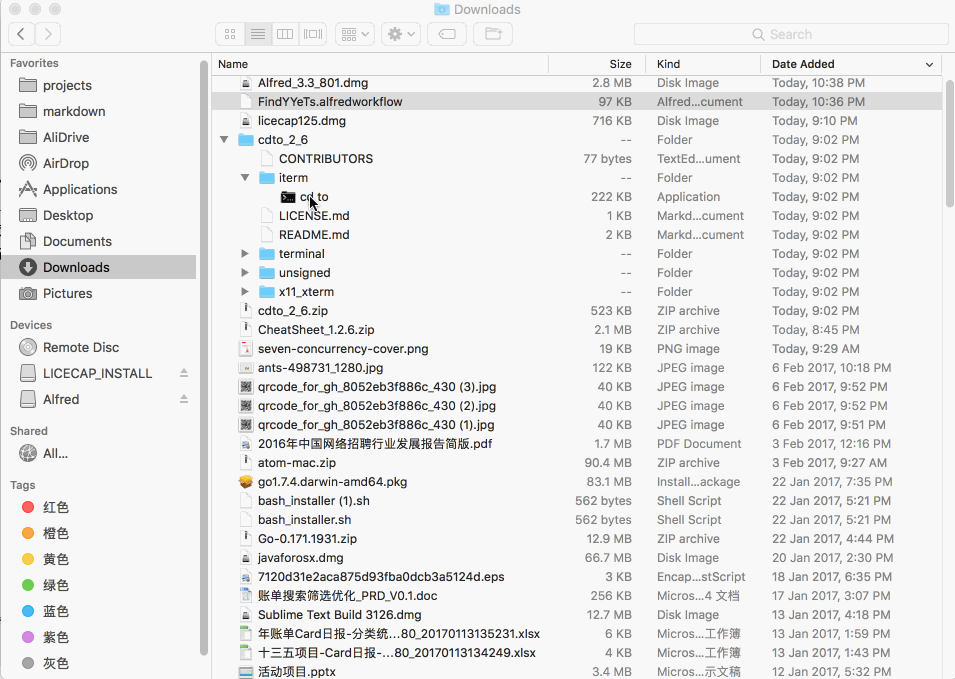 Downloads
Search
Favorites
projects
markdown
AliDrive
AirDrop
Applications
Desktop
Documents
Downloads
Pictures
Devices
Remote Disc
LICECAP_INSTALL
Alfred
Shared
All...
Tags
红色
橙色
黄色
绿色
蓝色
紫色
灰色
Name Size Kind Date Added
Alfred_3.3_801.dmg 2.8 MB Disk Image Today, 10:38 PM
FindYYeTs.alfredworkflow 97 KB Alfred...cument Today, 10:36 PM
licecap125.dmg 716 KB Disk Image Today, 9:10 PM
cdto_2_6 -- Folder Today, 9:02 PM
CONTRIBUTORS 77 bytes TextEd...ument Today, 9:02 PM
iterm -- Folder Today, 9:02 PM
cd to 222 KB Application Today, 9:02 PM
LICENSE.md 1 KB Markd...cument Today, 9:02 PM
README.md 2 KB Markd...cument Today, 9:02 PM
terminal -- Folder Today, 9:02 PM
unsigned -- Folder Today, 9:02 PM
x11_xterm -- Folder Today, 9:02 PM
cdto_2_6.zip 523 KB ZIP archive Today, 9:02 PM
CheatSheet_1.2.6.zip 2.1 MB ZIP archive Today, 8:45 PM
seven-concurrency-cover.png 19 KB PNG image Today, 9:29 AM
ants-498731_1280.jpg 122 KB JPEG image 6 Feb 2017, 10:18 PM
qrcode_for_gh_8052eb3f886c_430 (3).jpg 40 KB JPEG image 6 Feb 2017, 9:52 PM
qrcode_for_gh_8052eb3f886c_430 (2).jpg 40 KB JPEG image 6 Feb 2017, 9:52 PM
qrcode_for_gh_8052eb3f886c_430 (1).jpg 40 KB JPEG image 6 Feb 2017, 9:51 PM
2016年中国网络招聘行业发展报告简版.pdf 1.7 MB PDF Document 3 Feb 2017, 12:16 PM
atom-mac.zip 90.4 MB ZIP archive 3 Feb 2017, 9:27 AM
go1.7.4.darwin-amd64.pkg 83.1 MB Install...ackage 22 Jan 2017, 7:35 PM
bash_installer (1).sh 562 bytes Shell Script 22 Jan 2017, 5:21 PM
bash_installer.sh 562 bytes Shell Script 22 Jan 2017, 5:21 PM
Go-0.171.1931.zip 12.9 MB ZIP archive 22 Jan 2017, 4:44 PM
javaforosx.dmg 66.7 MB Disk Image 20 Jan 2017, 2:30 PM
7120d31e2aca875d93fba0dcb3a5124d.eps 3 KB Encap...stScript 18 Jan 2017, 6:35 PM
账单搜索筛选优化_PRD_V0.1.doc 256 KB Micros...4 文档 17 Jan 2017, 3:07 PM
Sublime Text Build 3126.dmg 12.7 MB Disk Image 13 Jan 2017, 4:18 PM
年账单Card日报-分类统...80_20170113135231.xlsx 6 KB Micros...工作簿 13 Jan 2017, 1:59 PM
十三五项目-Card日报-...80_20170113134249.xlsx 4 KB Micros...工作簿 13 Jan 2017, 1:43 PM
活动项目.pptx 3.4 MB Micros...示文稿 12 Jan 2017, 5:52 PM